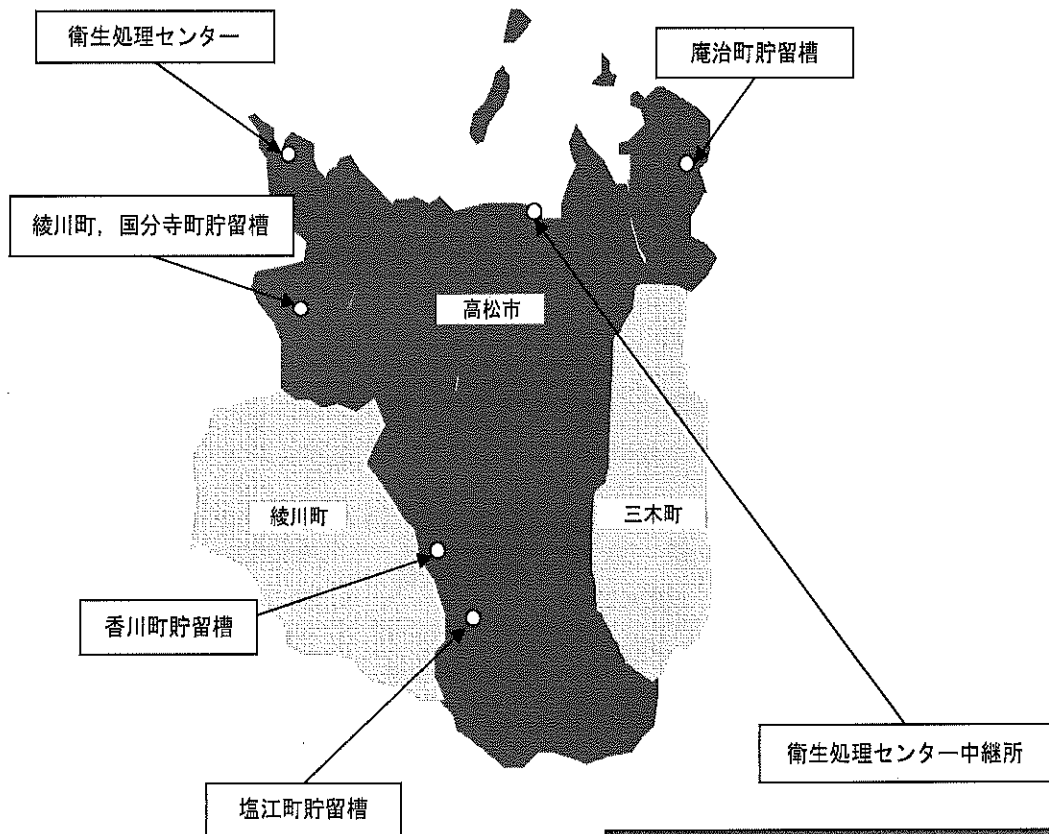 衛生処理センター
庵治町貯留槽
綾川町，国分寺町貯留槽
高松市
綾川町
三木町
香川町貯留槽
衛生処理センター中継所
塩江町貯留槽